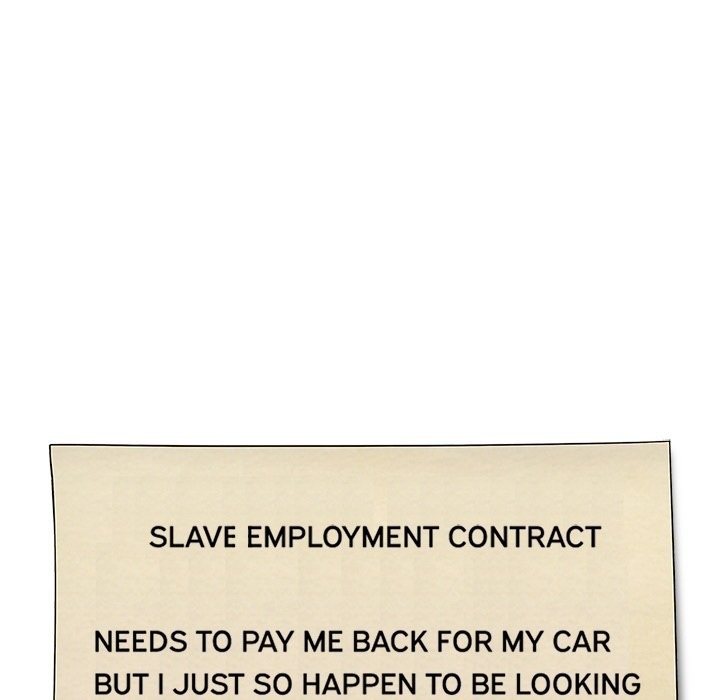 SLAVE EMPLOYMENT CONTRACT
NEEDS TO PAY ME BACK FOR MY CAR
BUT I JUST SO HAPPEN TO BE LOOKING